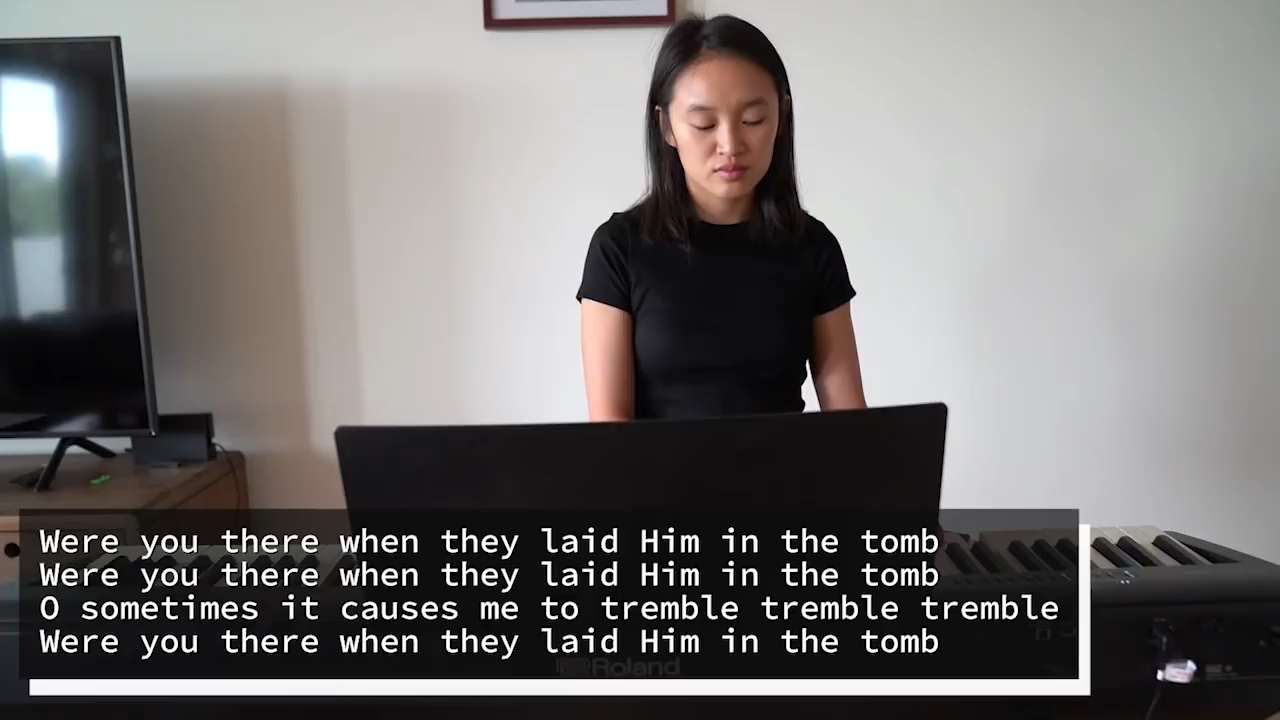 Were you there when they laid Him in the tomb
Were you there when they laid Him in the tomb
O sometimes it causes me to tremble tremble tremble
Were you there when they laid Him in the tomb
Roland